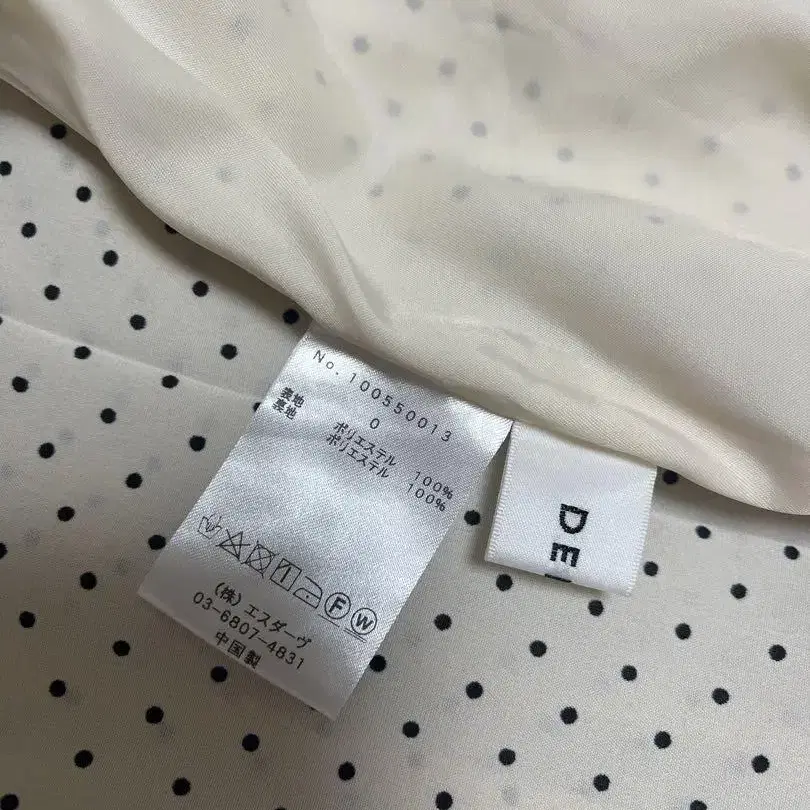 No. 100550013
0
表地 ポリエステル 100%
裏地 ポリエステル 100%
F W
(株) エスダーヴ
03-6807-4831
中国製
DE